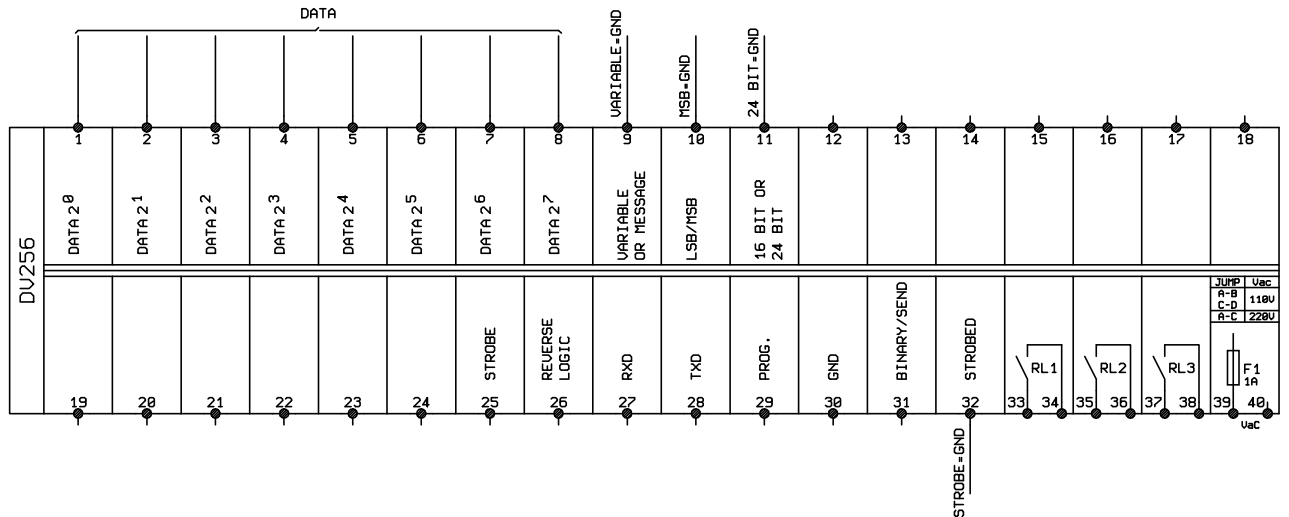 DATA
VARIABLE=GND
MSB=GND
24 BIT=GND
1 2 3 4 5 6 7 8 9 10 11 12 13 14 15 16 17 18
DV256
DATA 2⁰
DATA 2¹
DATA 2²
DATA 2³
DATA 2⁴
DATA 2⁵
DATA 2⁶
DATA 2⁷
VARIABLE
OR MESSAGE
LSB/MSB
16 BIT OR
24 BIT
STROBE
REVERSE
LOGIC
RXD
TXD
PROG.
GND
BINARY/SEND
STROBED
RL1
RL2
RL3
JUMP Vac
A-B
C-D 110V
A-C 220V
F1
1A
19 20 21 22 23 24 25 26 27 28 29 30 31 32 33 34 35 36 37 38 39 40
VaC
STROBE=GND